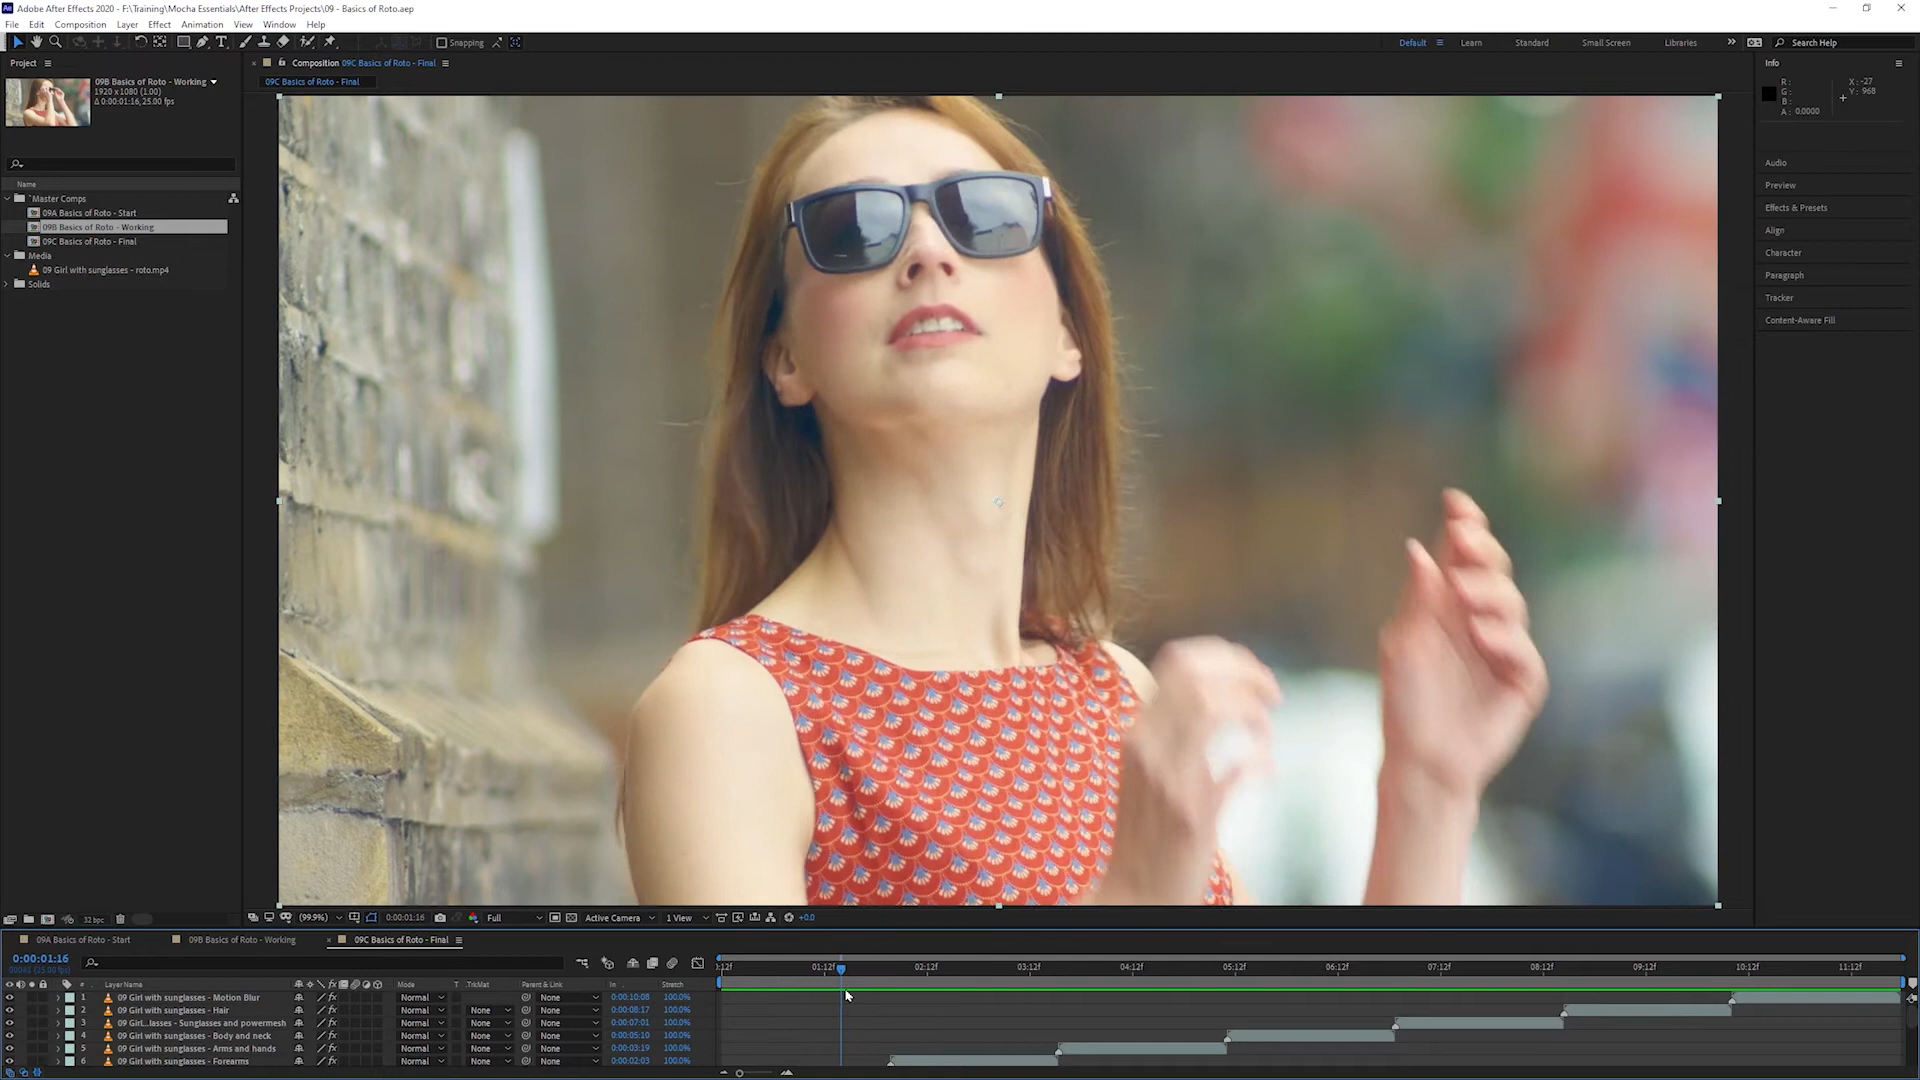 Adobe After Effects 2020 - F:\Training\Mocha Essentials\After Effects Projects\09 - Basics of Roto.aep
File Edit Composition Layer Effect Animation View Window Help
Snapping
Default Learn Standard Small Screen Libraries Search Help
Project
Composition 09C Basics of Roto - Final
Info
09B Basics of Roto - Working
1920 x 1080 (1.00)
Δ 0:00:01:16, 25.00 fps
09C Basics of Roto - Final
R :
G :
B :
A : 0.0000
X : -27
Y : 968
Name
`Master Comps
09A Basics of Roto - Start
09B Basics of Roto - Working
09C Basics of Roto - Final
Media
09 Girl with sunglasses - roto.mp4
Solids
Audio
Preview
Effects & Presets
Align
Character
Paragraph
Tracker
Content-Aware Fill
32 bpc
(99.9%) 0:00:01:16 Full Active Camera 1 View +0.0
09A Basics of Roto - Start 09B Basics of Roto - Working 09C Basics of Roto - Final
0:00:01:16
00041 (25.00 fps)
:12f 01:12f 02:12f 03:12f 04:12f 05:12f 06:12f 07:12f 08:12f 09:12f 10:12f 11:12f
# Layer Name Mode T .TrkMat Parent & Link In Stretch
1 09 Girl with sunglasses - Motion Blur Normal None 0:00:10:08 100.0%
2 09 Girl with sunglasses - Hair Normal None None 0:00:08:17 100.0%
3 09 Girl...lasses - Sunglasses and powermesh Normal None None 0:00:07:01 100.0%
4 09 Girl with sunglasses - Body and neck Normal None None 0:00:05:10 100.0%
5 09 Girl with sunglasses - Arms and hands Normal None None 0:00:03:19 100.0%
6 09 Girl with sunglasses - Forearms Normal None None 0:00:02:03 100.0%